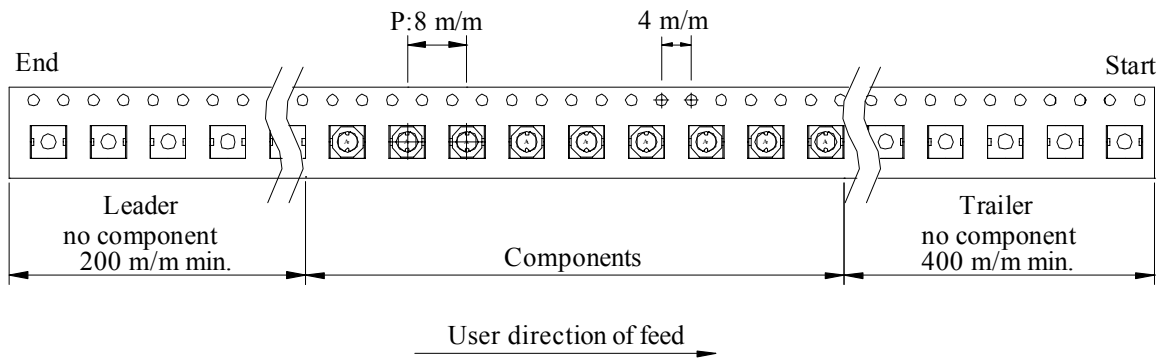 P:8 m/m
4 m/m
End
Start
Leader
no component
200 m/m min.
Components
Trailer
no component
400 m/m min.
User direction of feed